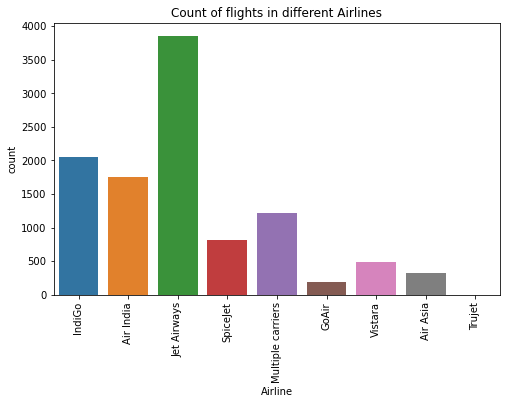 Count of flights in different Airlines
4000
3500
3000
2500
2000
1500
1000
500
0
count
IndiGo
Air India
Jet Airways
SpiceJet
Multiple carriers
GoAir
Vistara
Air Asia
Trujet
Airline